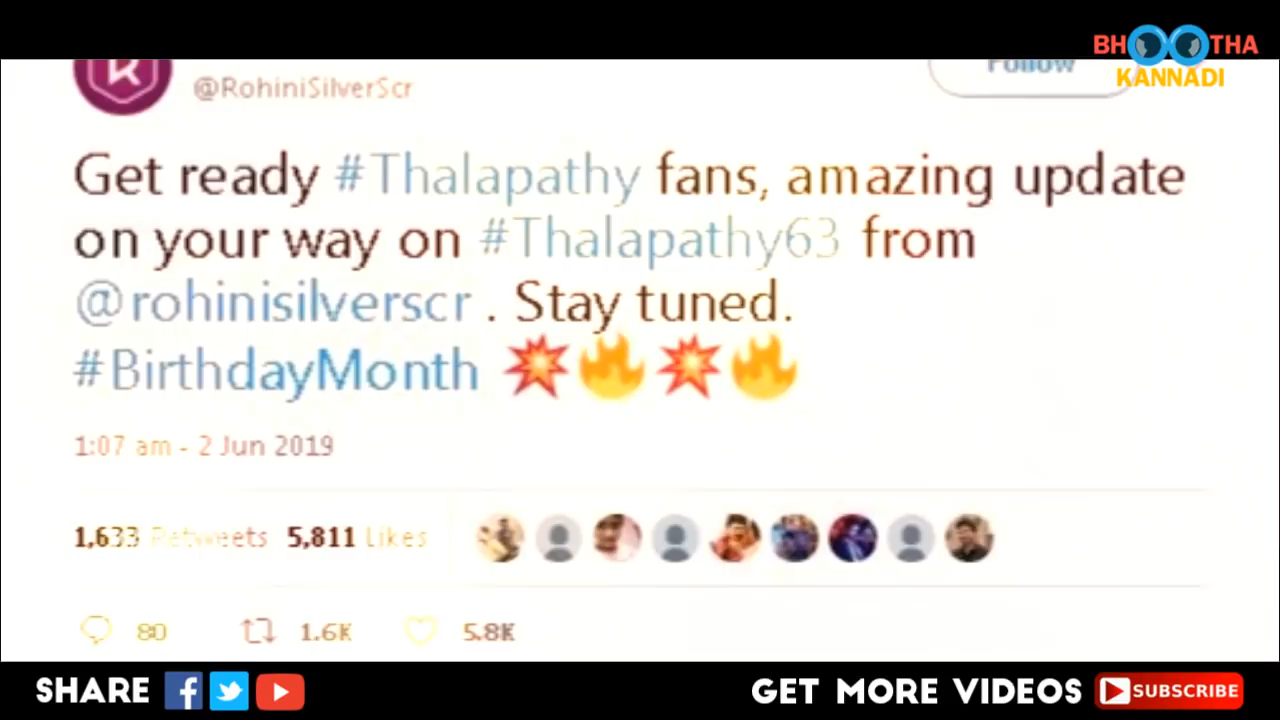 BHOOTHA
KANNADI
@RohiniSilverScr
Follow
Get ready #Thalapathy fans, amazing update
on your way on #Thalapathy63 from
@rohinisilverscr . Stay tuned.
#BirthdayMonth 💥🔥💥🔥
1:07 am - 2 Jun 2019
1,633 Retweets 5,811 Likes
80 1.6K 5.8K
SHARE
GET MORE VIDEOS SUBSCRIBE